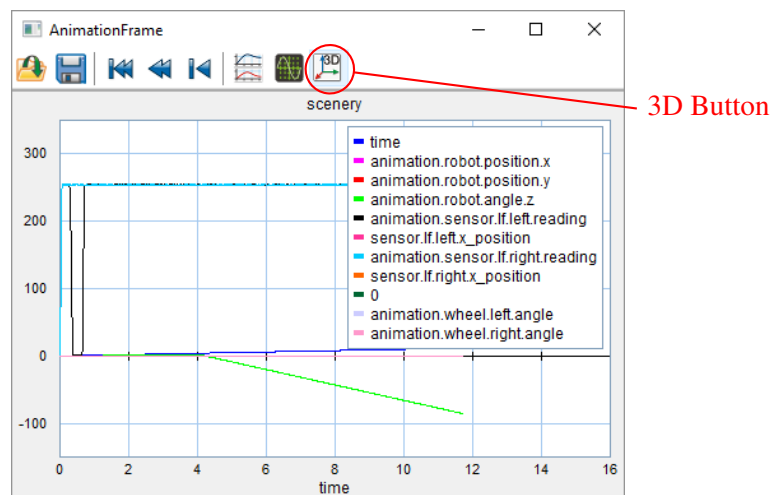 AnimationFrame
3D
3D Button
scenery
time
animation.robot.position.x
animation.robot.position.y
animation.robot.angle.z
animation.sensor.lf.left.reading
sensor.lf.left.x_position
animation.sensor.lf.right.reading
sensor.lf.right.x_position
0
animation.wheel.left.angle
animation.wheel.right.angle
300
200
100
0
-100
0 2 4 6 8 10 12 14 16
time